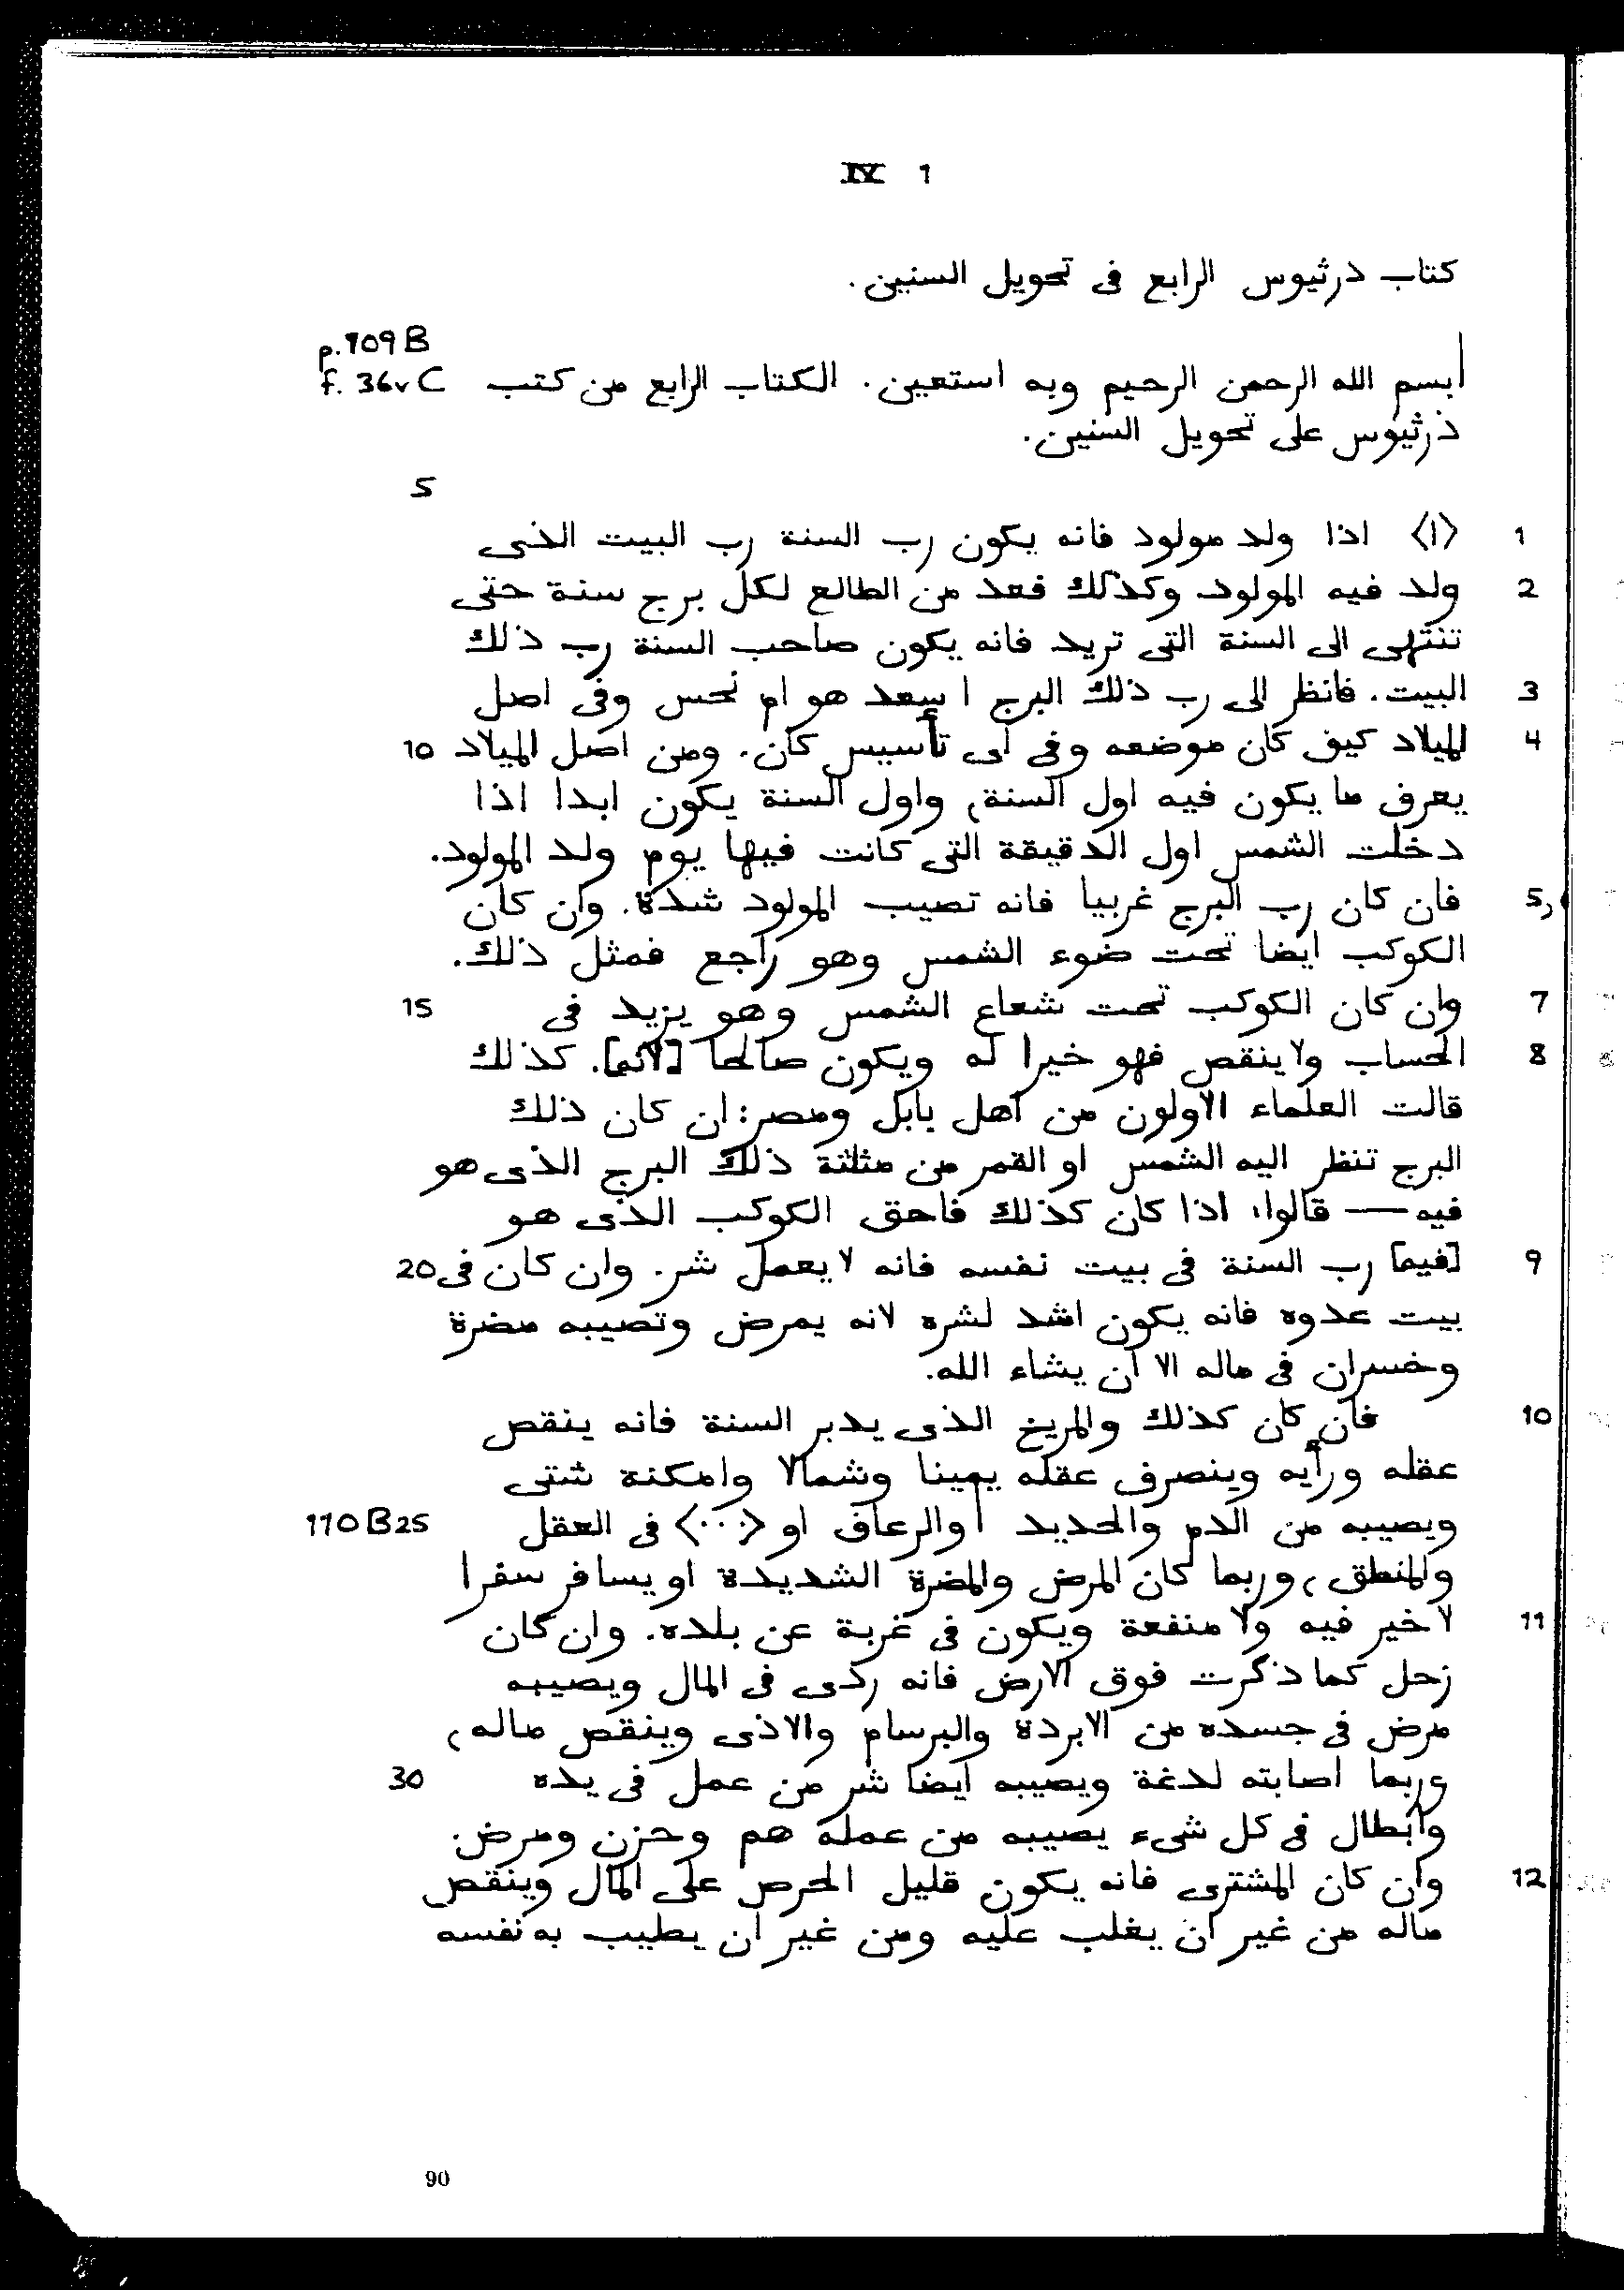 IV 1
كتاب درثيوس الرابع فى تحويل السنين.
p.109B
f. 36v C
ابسم الله الرحمن الرحيم وبه استعين. الكتاب الرابع من كتب
ذرثيوس على تحويل السنين.
5
1 〈ا〉 اذا ولد مولود فانه يكون رب السنة رب البيت الذى
2 ولد فيه المولود وكذلك فعد من الطالع لكل برج سنة حتى
تنتهى الى السنة التى تريد فانه يكون صاحب السنة رب ذلك
3 البيت. فانظر الى رب ذلك البرج ا سعد هو ام نحس وفى اصل
4 الميلاد كيف كان موضعه وفى اى تأسيس كان. ومن اصل الميلاد 10
يعرف ما يكون فيه اول السنة، واول السنة يكون ابدا اذا
دخلت الشمس اول الدقيقة التى كانت فيها يوم ولد المولود.
5, فان كان رب البرج غربيا فانه تصيب المولود شدة. وان كان
الكوكب ايضا تحت ضوء الشمس وهو راجع فمثل ذلك.
7 وان كان الكوكب تحت شعاع الشمس وهو يزيد فى 15
8 الحساب ولا ينقص فهو خيرا له ويكون صالحا [لانه]. كذلك
قالت العلماء الاولون من اهل بابل ومصر: ان كان ذلك
البرج تنظر اليه الشمس او القمر من مثلثة ذلك البرج الذى هو
فيه — قالوا: اذا كان كذلك فاحق الكوكب الذى هو
9 [فيه] رب السنة فى بيت نفسه فانه لا يعمل شر. وان كان فى 20
بيت عدوه فانه يكون اشد لشره لانه يمرض وتصيبه مضرة
وخسران فى ماله الا ان يشاء الله.
10 فان كان كذلك والمريخ الذى يدبر السنة فانه ينقص
عقله ورأيه وينصرف عقله يمينا وشمالا وامكنة شتى
ويصيبه من الدم والحديد اوالرعاف او 〈...〉 فى العقل 110 B 25
والمنطق، وربما كان المرض والمضرة الشديدة او يسافر سفرا
11 لا خير فيه ولا منفعة ويكون فى غربة عن بلده. وان كان
زحل كما ذكرت فوق الارض فانه ردى فى المال ويصيبه
مرض فى جسده من الابردة والبرسام والاذى وينقص ماله،
وربما اصابته لدغة ويصيبه ايضا شر من عمل فى يده 30
وابطال فى كل شىء يصيبه من عمله هم وحزن ومرض.
12 وان كان المشترى فانه يكون قليل الحرص على المال وينقص
ماله من غير ان يغلب عليه ومن غير ان يطيب به نفسه
90